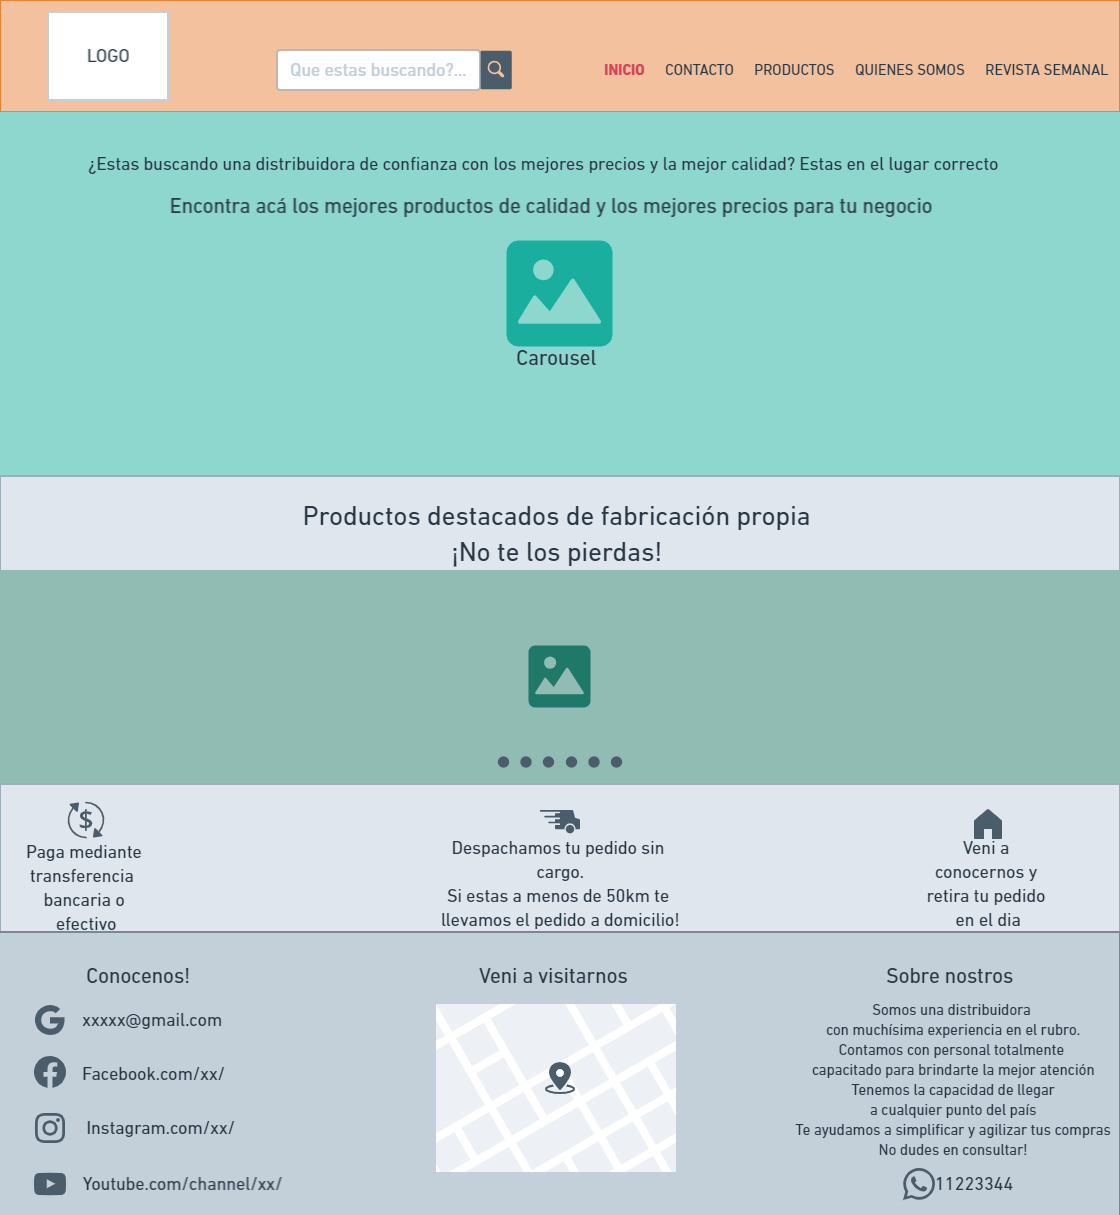 LOGO
Que estas buscando?...
INICIO
CONTACTO
PRODUCTOS
QUIENES SOMOS
REVISTA SEMANAL
¿Estas buscando una distribuidora de confianza con los mejores precios y la mejor calidad? Estas en el lugar correcto
Encontra acá los mejores productos de calidad y los mejores precios para tu negocio
Carousel
Productos destacados de fabricación propia
¡No te los pierdas!
$
Paga mediante
transferencia
bancaria o
efectivo
Despachamos tu pedido sin
cargo.
Si estas a menos de 50km te
llevamos el pedido a domicilio!
Veni a
conocernos y
retira tu pedido
en el dia
Conocenos!
xxxxx@gmail.com
Facebook.com/xx/
Instagram.com/xx/
Youtube.com/channel/xx/
Veni a visitarnos
Sobre nostros
Somos una distribuidora
con muchísima experiencia en el rubro.
Contamos con personal totalmente
capacitado para brindarte la mejor atención
Tenemos la capacidad de llegar
a cualquier punto del país
Te ayudamos a simplificar y agilizar tus compras
No dudes en consultar!
11223344